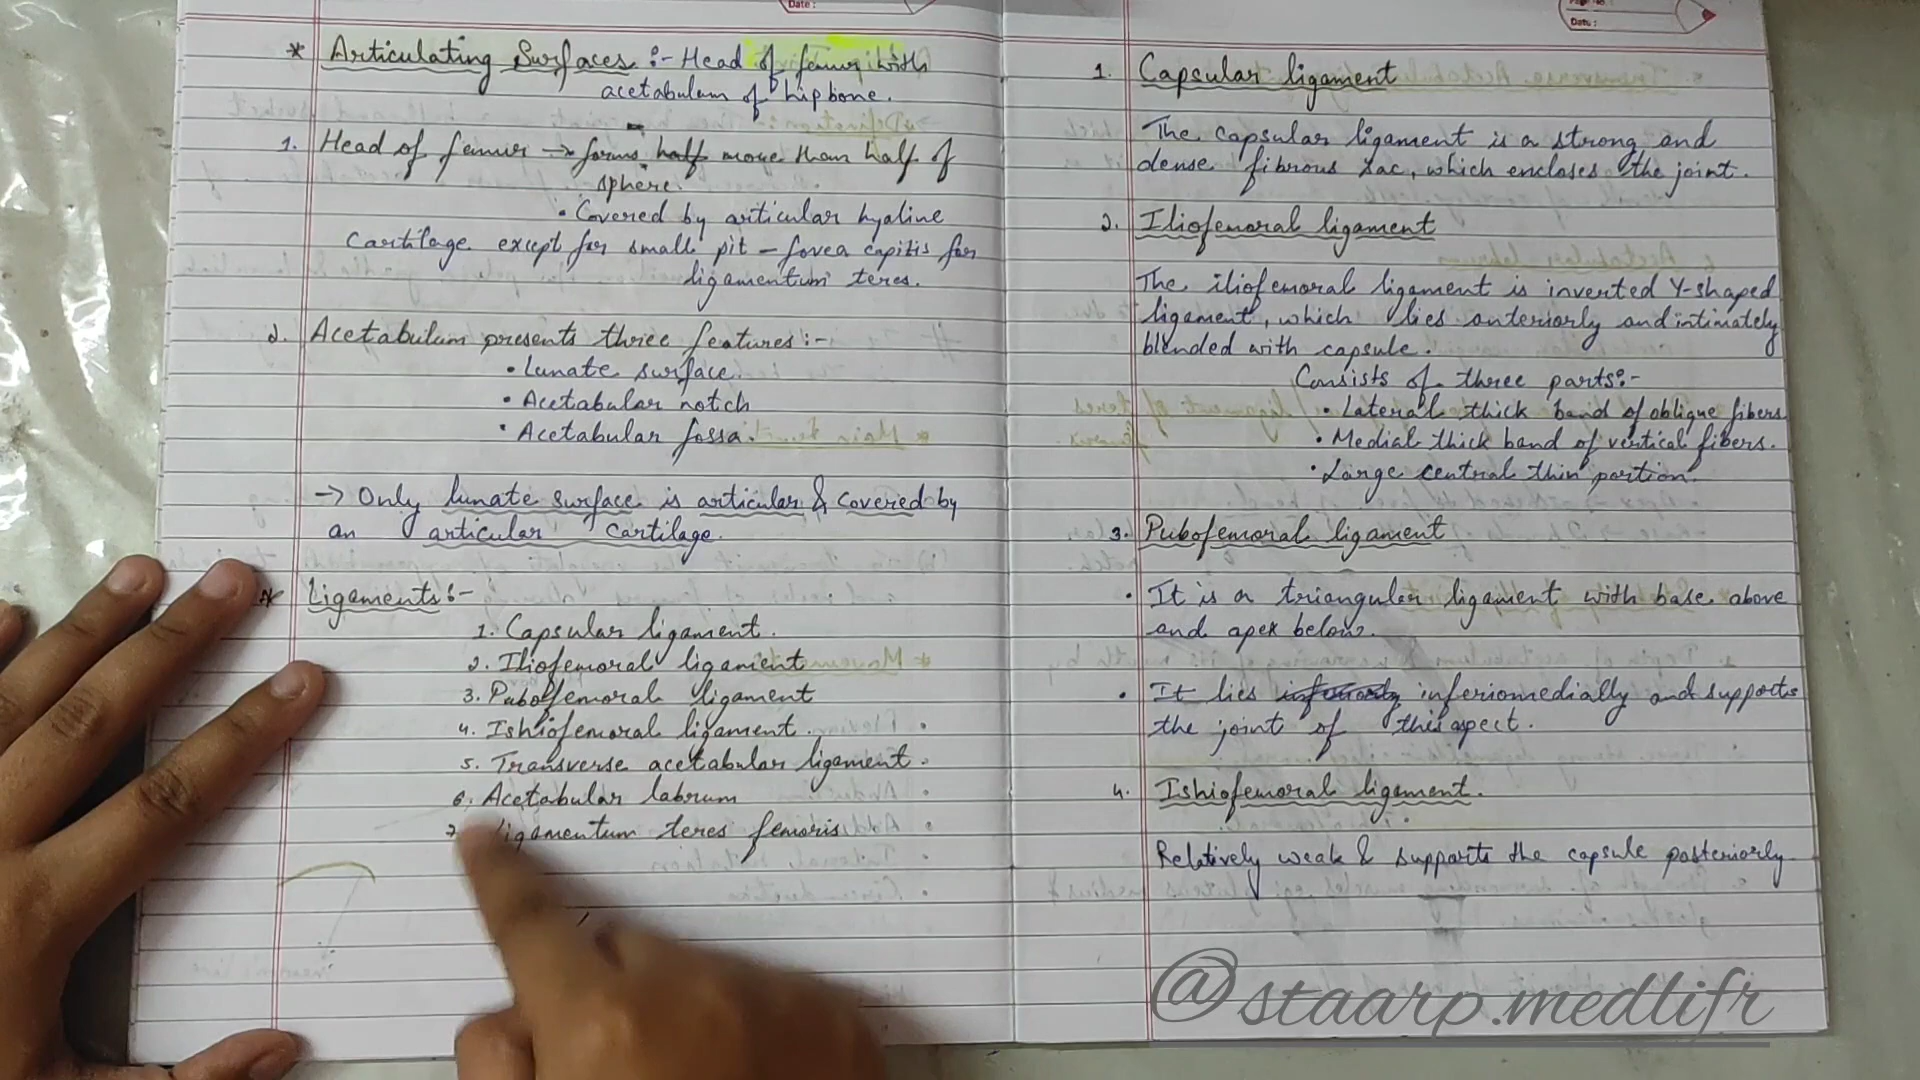 Date :
* Articulating Surfaces :- Head of femur with
acetabulum of hip bone.
1. Head of femur → forms half more than half of
sphere.
• Covered by articular hyaline
cartilage except for small pit - fovea capitis for
ligamentum teres.
2. Acetabulum presents three features :-
• Lunate surface.
• Acetabular notch
• Acetabular fossa.
→ Only lunate surface is articular & covered by
an articular cartilage.
* Ligaments :-
1. Capsular ligament.
2. Iliofemoral ligament
3. Pubofemoral ligament
4. Ishiofemoral ligament.
5. Transverse acetabular ligament.
6. Acetabular labrum
7. ligamentum teres femoris
Page No :
Date :
1. Capsular ligament
The capsular ligament is a strong and
dense fibrous sac, which encloses the joint.
2. Iliofemoral ligament
The iliofemoral ligament is inverted Y-shaped
ligament, which lies anteriorly and intimately
blended with capsule.
Consists of three parts:-
• Lateral thick band of oblique fibers
• Medial thick band of vertical fibers.
• Large central thin portion.
3. Pubofemoral ligament
• It is a triangular ligament with base above
and apex below.
• It lies inferiomedially and supports
the joint of this aspect.
4. Ishiofemoral ligament.
Relatively weak & supports the capsule posteriorly
@staarp.medlifr